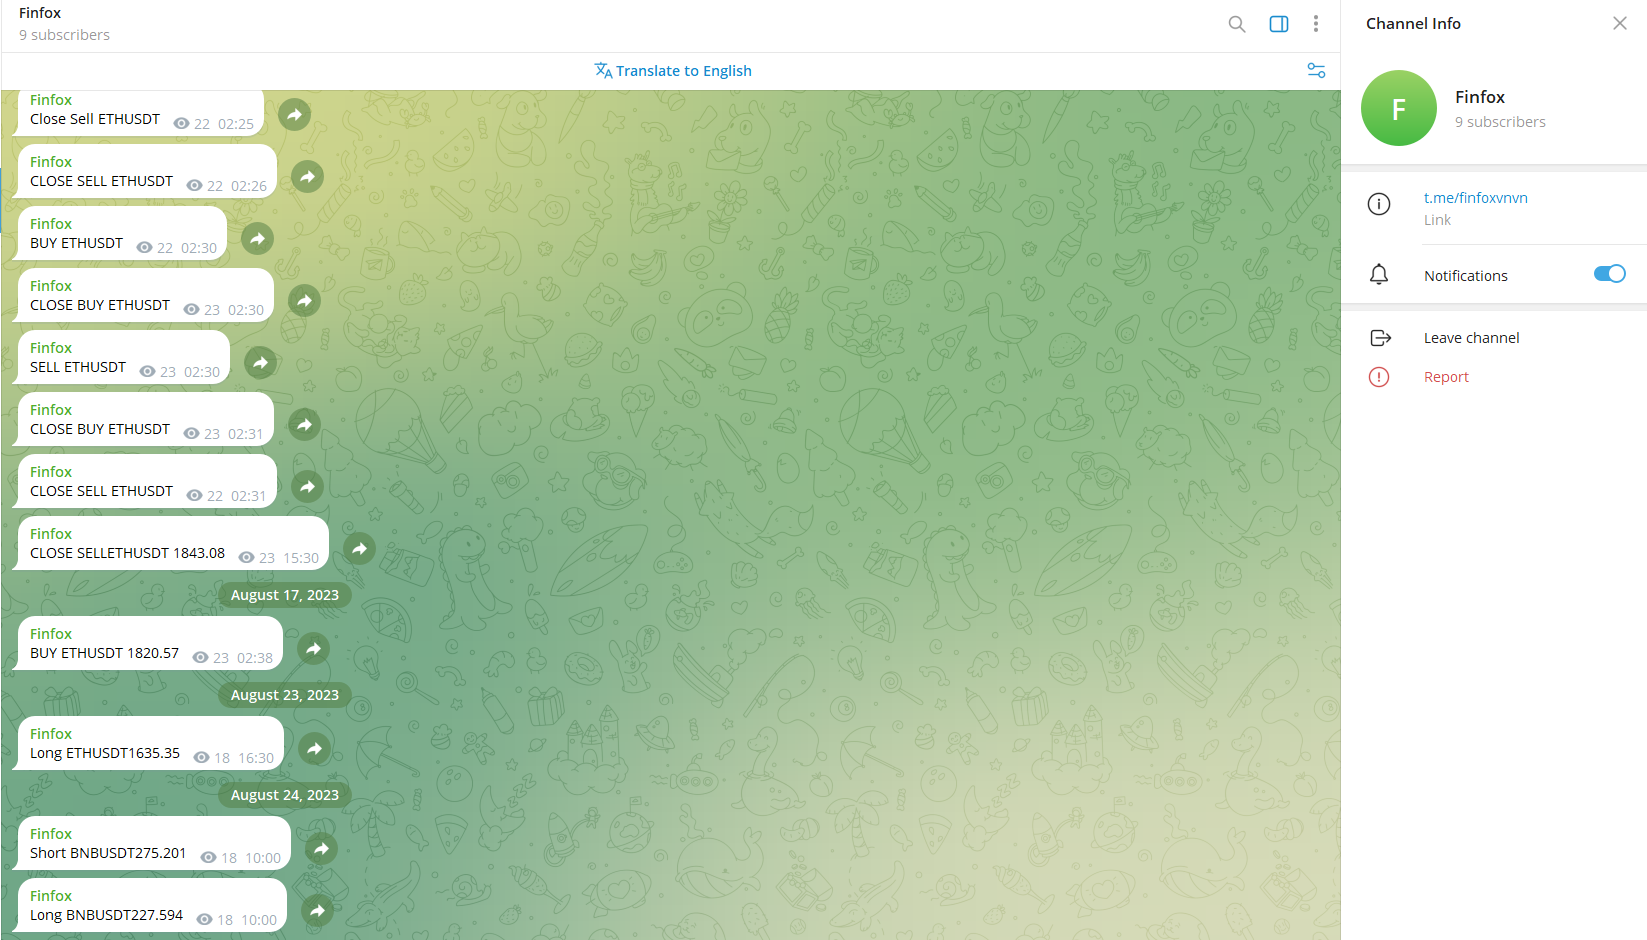 Finfox
9 subscribers
Translate to English
Finfox
Close Sell ETHUSDT 22 02:25
Finfox
CLOSE SELL ETHUSDT 22 02:26
Finfox
BUY ETHUSDT 22 02:30
Finfox
CLOSE BUY ETHUSDT 23 02:30
Finfox
SELL ETHUSDT 23 02:30
Finfox
CLOSE BUY ETHUSDT 23 02:31
Finfox
CLOSE SELL ETHUSDT 22 02:31
Finfox
CLOSE SELLETHUSDT 1843.08 23 15:30
August 17, 2023
Finfox
BUY ETHUSDT 1820.57 23 02:38
August 23, 2023
Finfox
Long ETHUSDT1635.35 18 16:30
August 24, 2023
Finfox
Short BNBUSDT275.201 18 10:00
Finfox
Long BNBUSDT227.594 18 10:00
Channel Info
F
Finfox
9 subscribers
t.me/finfoxvnvn
Link
Notifications
Leave channel
Report